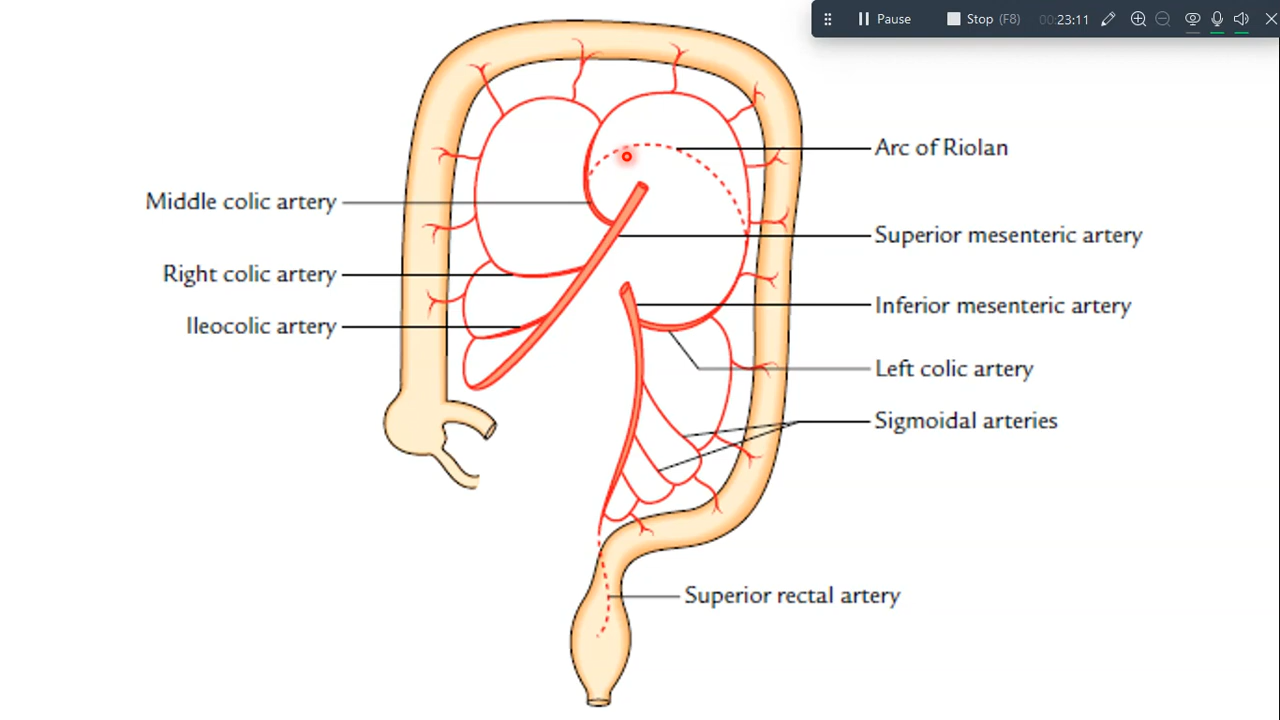 Pause
Stop (F8)
00:23:11
Arc of Riolan
Middle colic artery
Superior mesenteric artery
Right colic artery
Inferior mesenteric artery
Ileocolic artery
Left colic artery
Sigmoidal arteries
Superior rectal artery